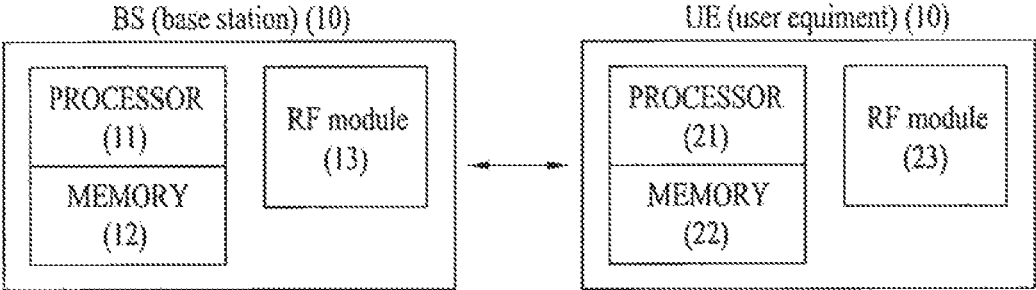 BS (base station) (10)
PROCESSOR
(11)
MEMORY
(12)
RF module
(13)
UE (user equiment) (10)
PROCESSOR
(21)
MEMORY
(22)
RF module
(23)